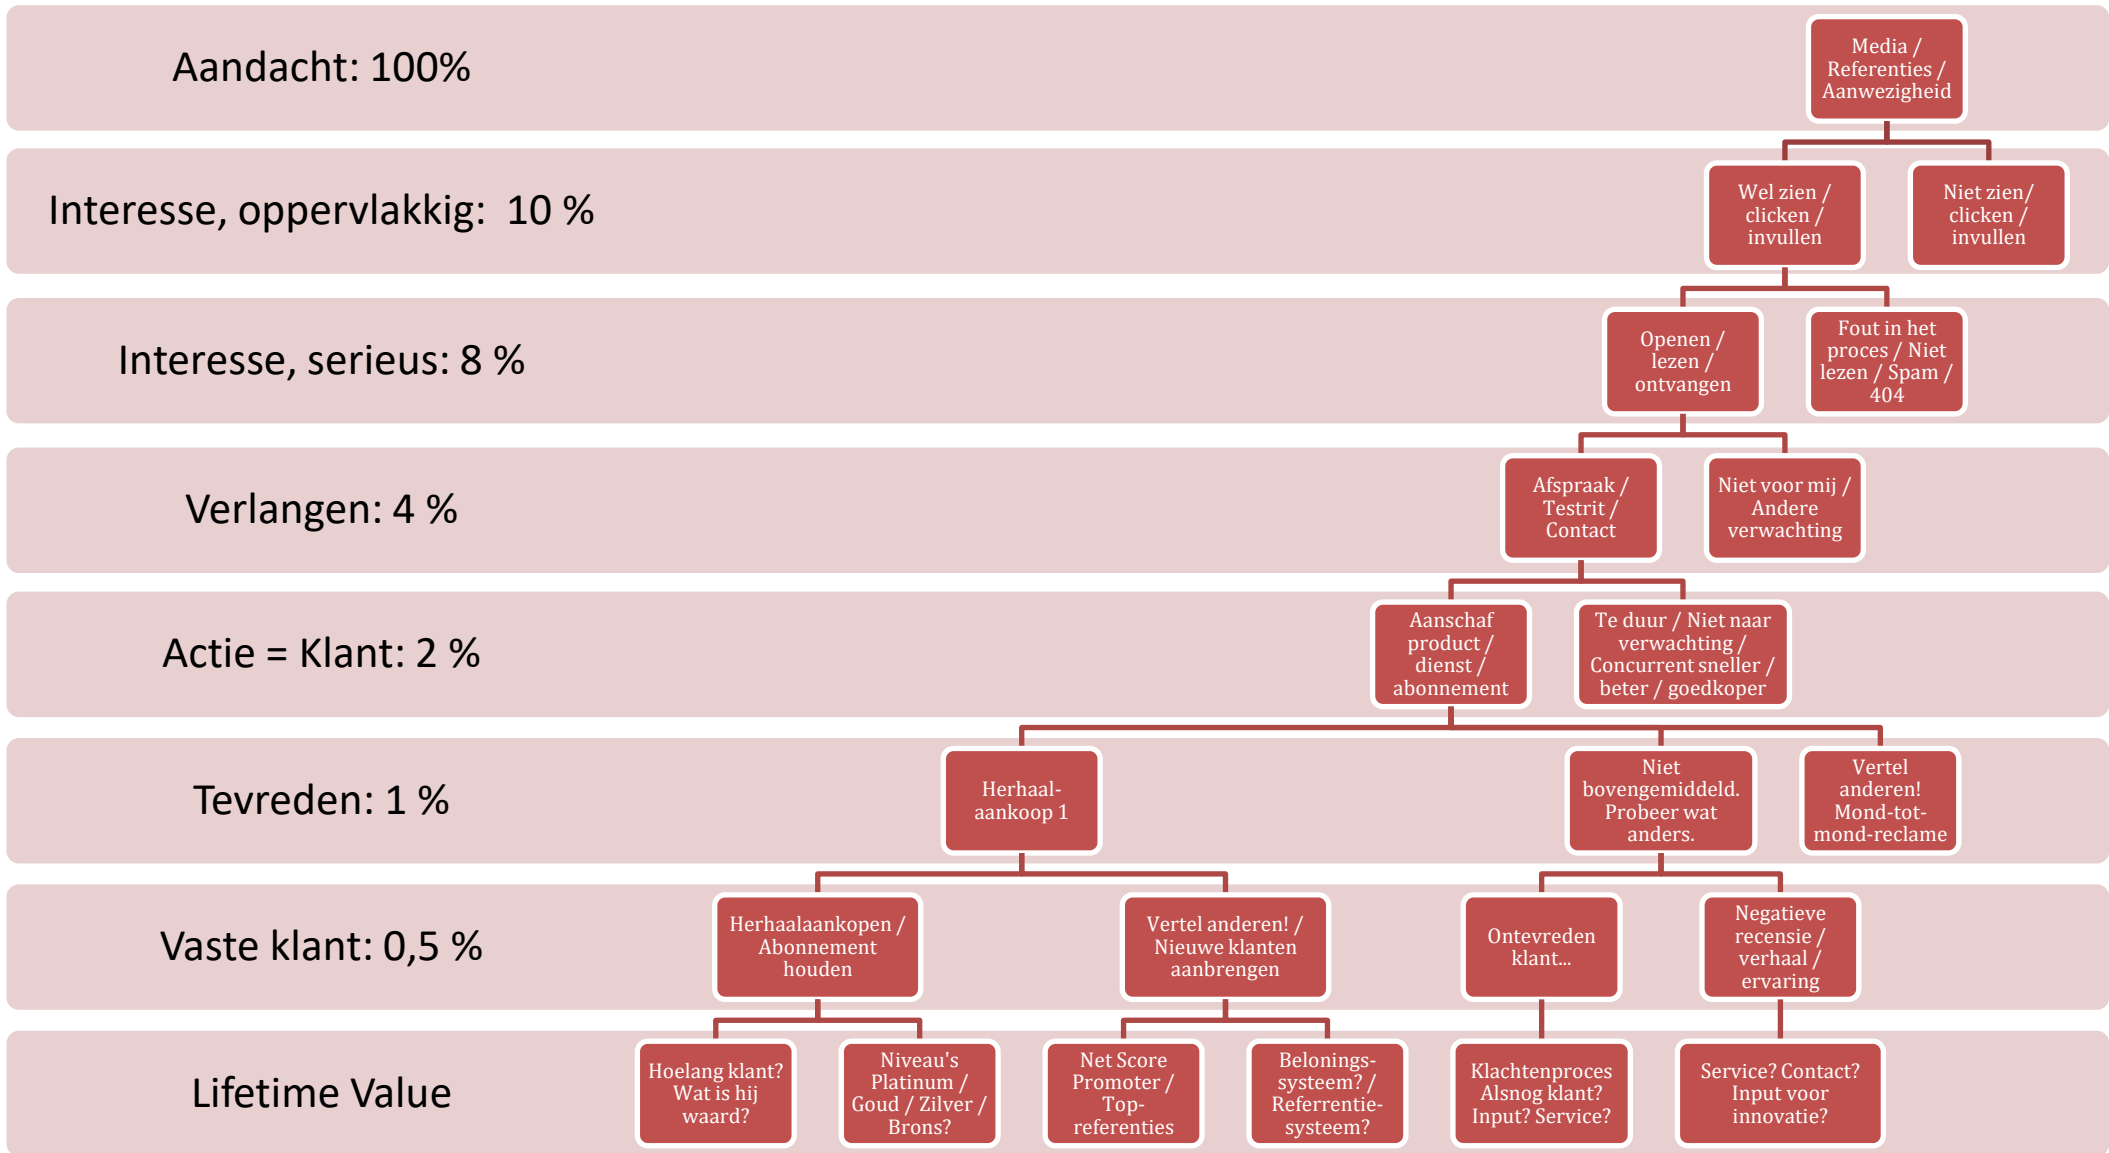 Aandacht: 100%
Media /
Referenties /
Aanwezigheid
Interesse, oppervlakkig: 10 %
Wel zien /
clicken /
invullen
Niet zien/
clicken /
invullen
Interesse, serieus: 8 %
Openen /
lezen /
ontvangen
Fout in het
proces / Niet
lezen / Spam /
404
Verlangen: 4 %
Afspraak /
Testrit /
Contact
Niet voor mij /
Andere
verwachting
Actie = Klant: 2 %
Aanschaf
product /
dienst /
abonnement
Te duur / Niet naar
verwachting /
Concurrent sneller /
beter / goedkoper
Tevreden: 1 %
Herhaal-
aankoop 1
Niet
bovengemiddeld.
Probeer wat
anders.
Vertel
anderen!
Mond-tot-
mond-reclame
Vaste klant: 0,5 %
Herhaalaankopen /
Abonnement
houden
Vertel anderen! /
Nieuwe klanten
aanbrengen
Ontevreden
klant...
Negatieve
recensie /
verhaal /
ervaring
Lifetime Value
Hoelang klant?
Wat is hij
waard?
Niveau's
Platinum /
Goud / Zilver /
Brons?
Net Score
Promoter /
Top-
referenties
Belonings-
systeem? /
Referrentie-
systeem?
Klachtenproces
Alsnog klant?
Input? Service?
Service? Contact?
Input voor
innovatie?